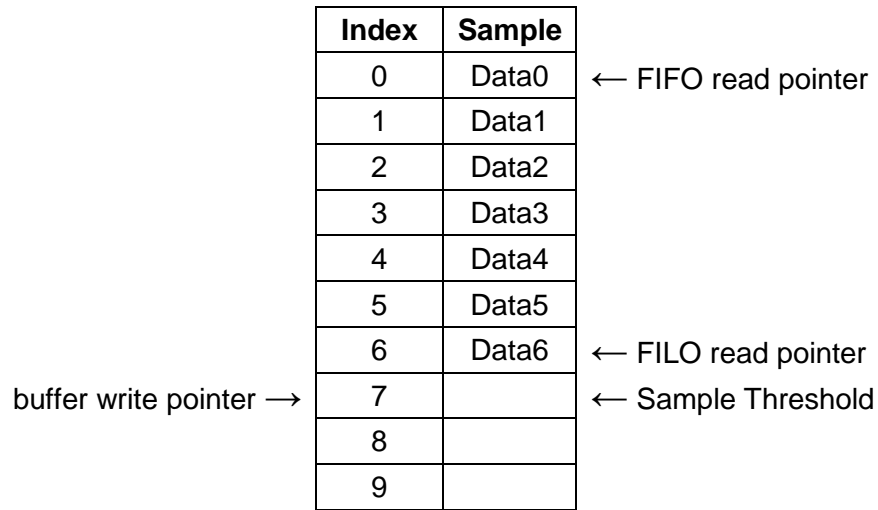 Index Sample
0 Data0 ← FIFO read pointer
1 Data1
2 Data2
3 Data3
4 Data4
5 Data5
6 Data6 ← FILO read pointer
buffer write pointer → 7 ← Sample Threshold
8
9